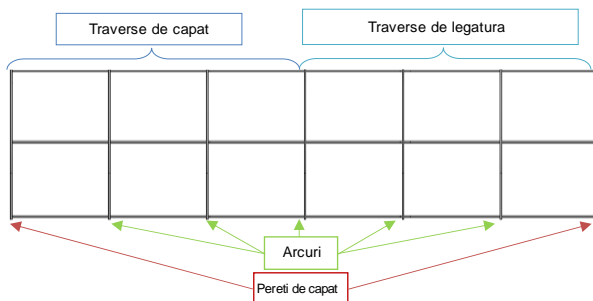 Traverse de capat
Traverse de legatura
Arcuri
Pereti de capat